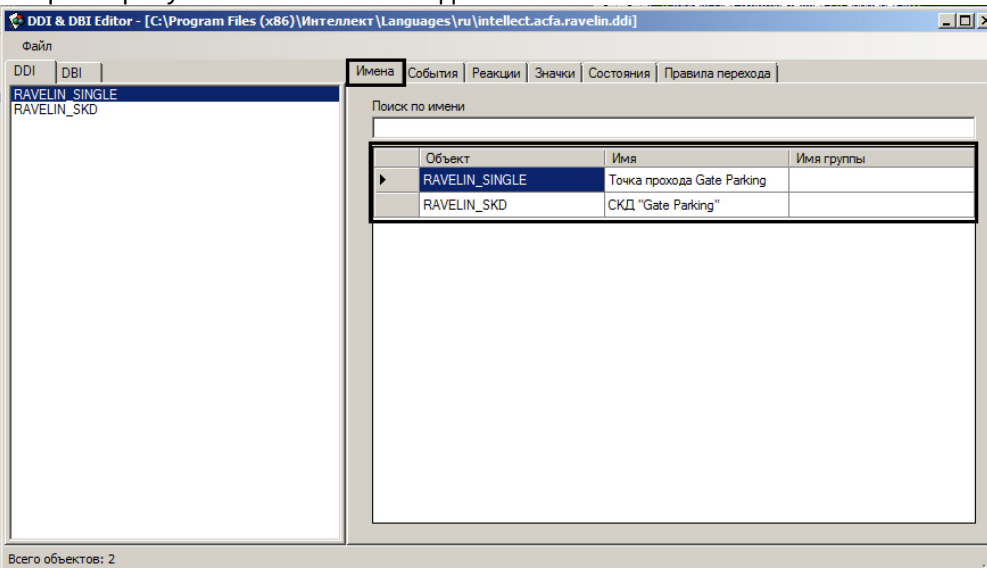 DDI & DBI Editor - [C:\Program Files (x86)\Интеллект\Languages\ru\intellect.acfa.ravelin.ddi]
Файл
DDI DBI
Имена События Реакции Значки Состояния Правила перехода
RAVELIN_SINGLE
RAVELIN_SKD
Поиск по имени
Объект Имя Имя группы
RAVELIN_SINGLE Точка прохода Gate Parking
RAVELIN_SKD СКД "Gate Parking"
Всего объектов: 2